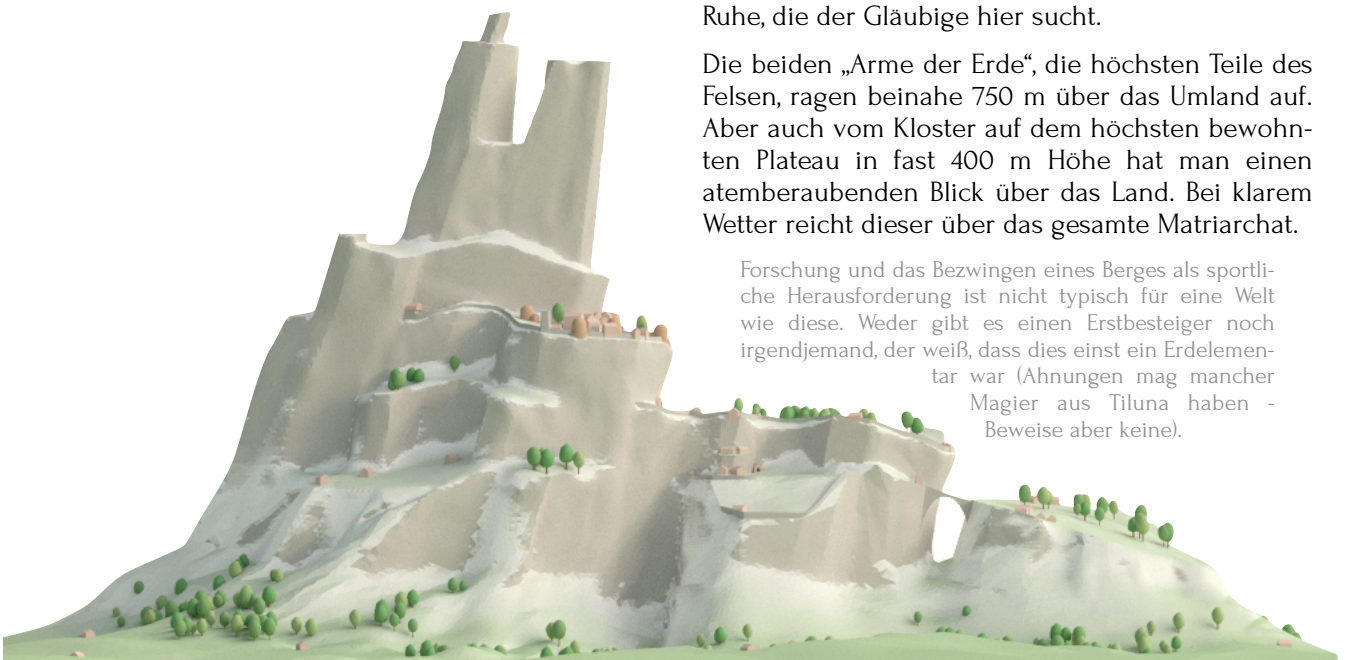 Ruhe, die der Gläubige hier sucht.
Die beiden „Arme der Erde“, die höchsten Teile des
Felsen, ragen beinahe 750 m über das Umland auf.
Aber auch vom Kloster auf dem höchsten bewohn-
ten Plateau in fast 400 m Höhe hat man einen
atemberaubenden Blick über das Land. Bei klarem
Wetter reicht dieser über das gesamte Matriarchat.
Forschung und das Bezwingen eines Berges als sportli-
che Herausforderung ist nicht typisch für eine Welt
wie diese. Weder gibt es einen Erstbesteiger noch
irgendjemand, der weiß, dass dies einst ein Erdelemen-
tar war (Ahnungen mag mancher
Magier aus Tiluna haben -
Beweise aber keine).